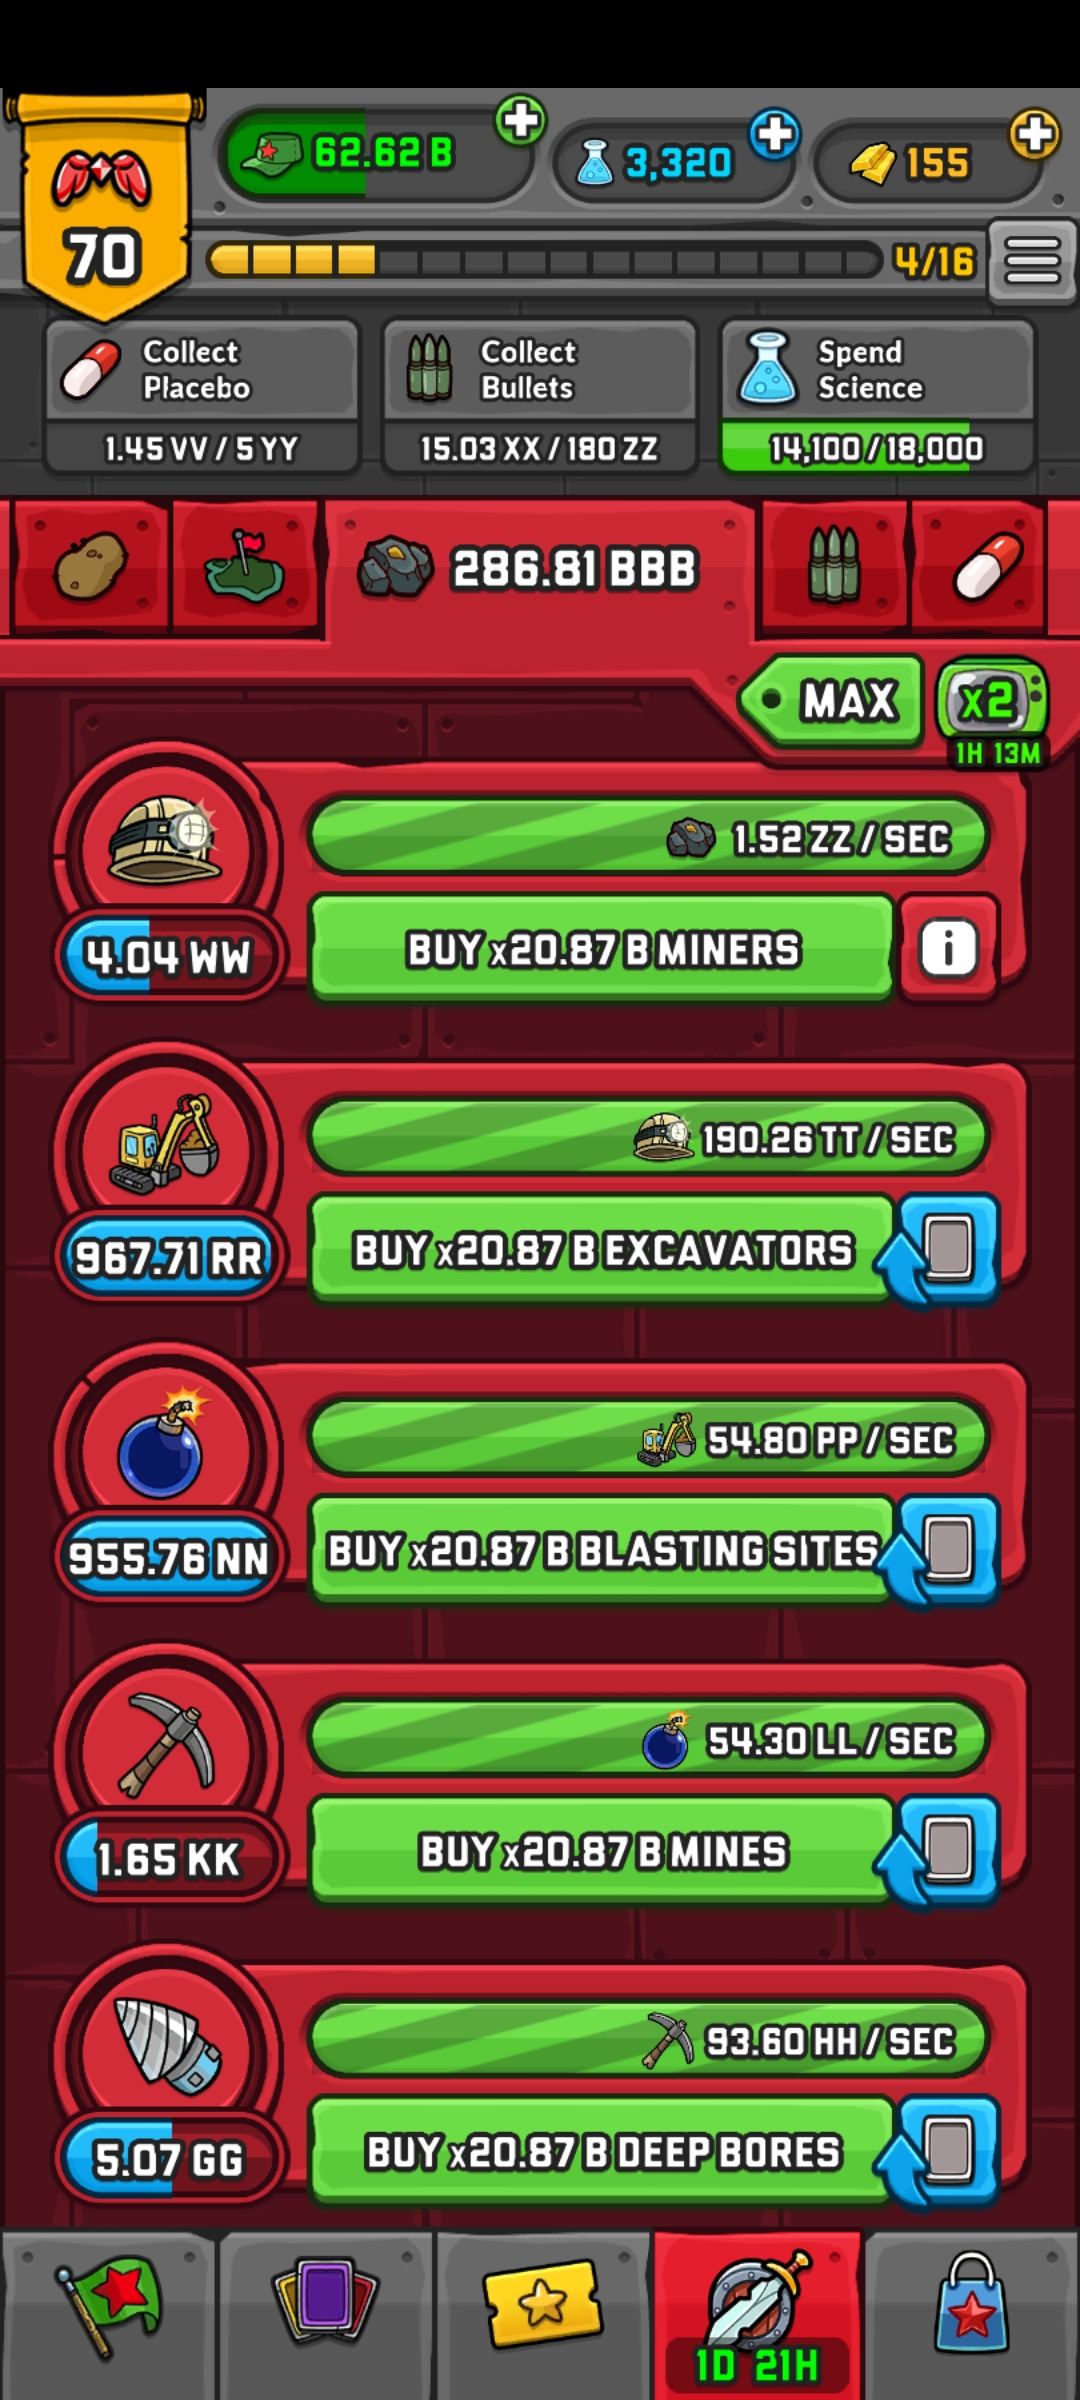 62.62 B
3,320
155
70
4/16
Collect
Placebo
1.45 VV / 5 YY
Collect
Bullets
15.03 XX / 180 ZZ
Spend
Science
14,100 / 18,000
286.81 BBB
MAX
x2
1H 13M
1.52 ZZ / SEC
4.04 WW
BUY x20.87 B MINERS
i
190.26 TT / SEC
967.71 RR
BUY x20.87 B EXCAVATORS
54.80 PP / SEC
955.76 NN
BUY x20.87 B BLASTING SITES
54.30 LL / SEC
1.65 KK
BUY x20.87 B MINES
93.60 HH / SEC
5.07 GG
BUY x20.87 B DEEP BORES
1D 21H